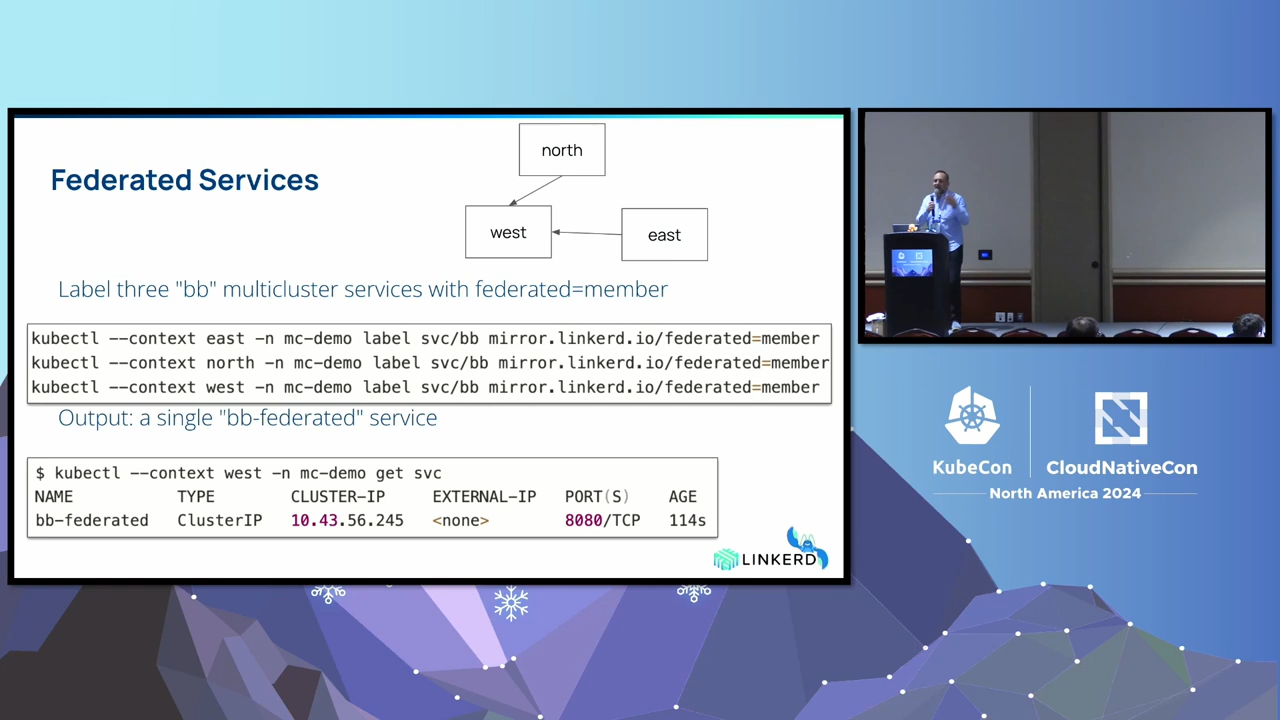 Federated Services
north
west
east
Label three "bb" multicluster services with federated=member
kubectl --context east -n mc-demo label svc/bb mirror.linkerd.io/federated=member
kubectl --context north -n mc-demo label svc/bb mirror.linkerd.io/federated=member
kubectl --context west -n mc-demo label svc/bb mirror.linkerd.io/federated=member
Output: a single "bb-federated" service
$ kubectl --context west -n mc-demo get svc
NAME TYPE CLUSTER-IP EXTERNAL-IP PORT(S) AGE
bb-federated ClusterIP 10.43.56.245 <none> 8080/TCP 114s
LINKERD
KubeCon
CloudNativeCon
North America 2024